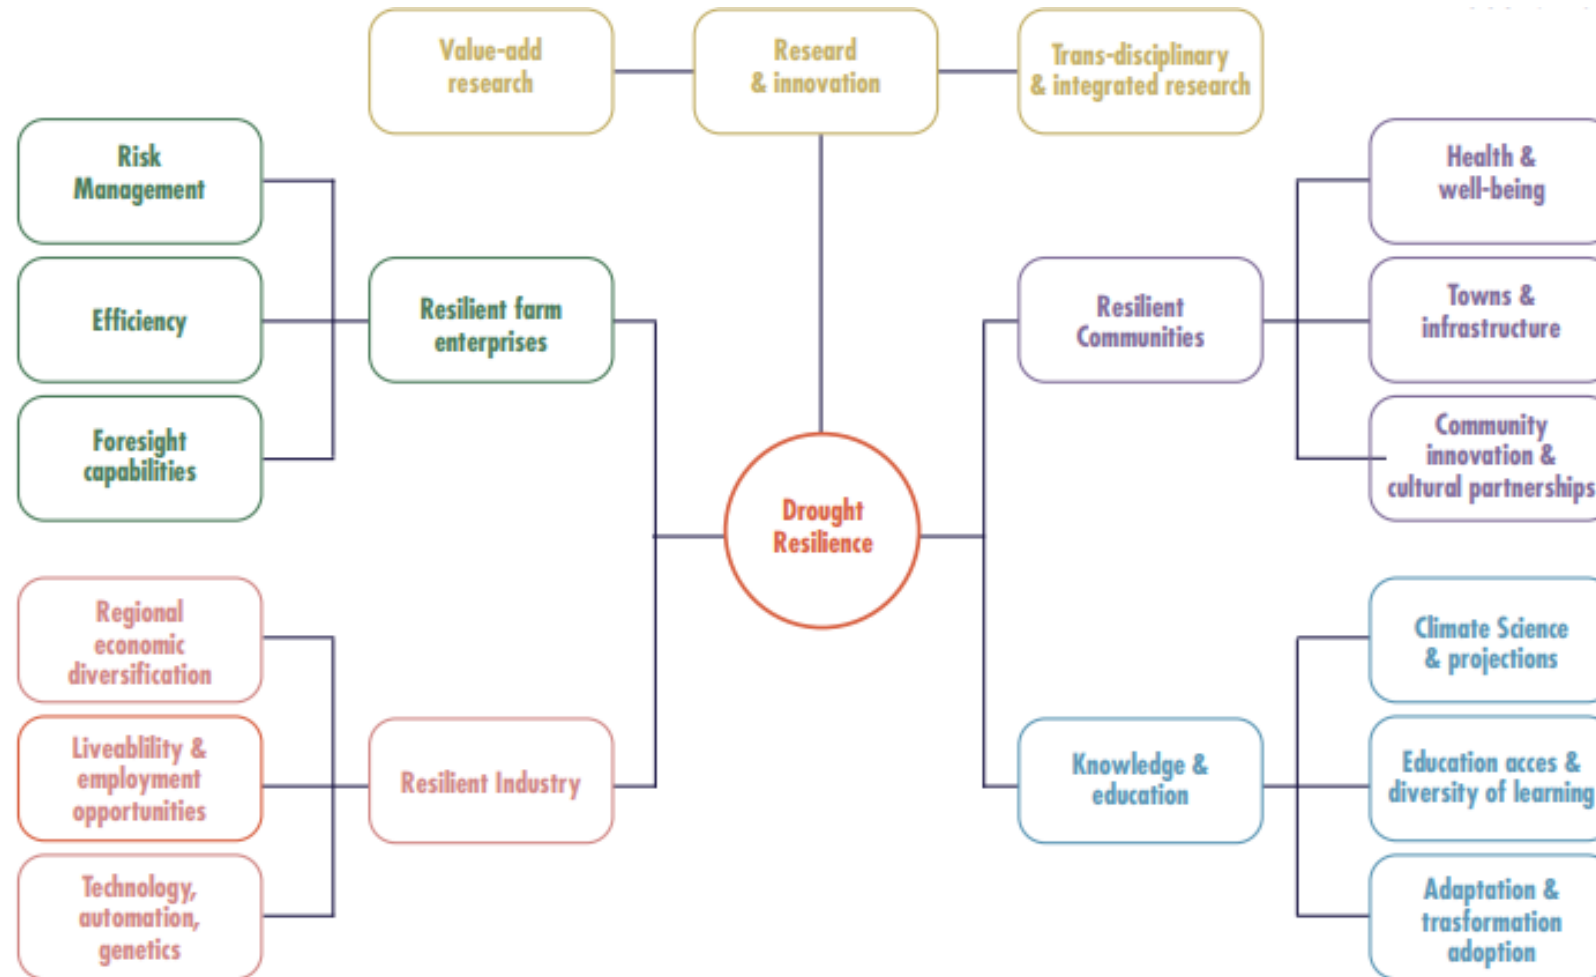 Value-add
research
Researd
& innovation
Trans-disciplinary
& integrated research
Risk
Management
Efficiency
Foresight
capabilities
Resilient farm
enterprises
Resilient
Communities
Health &
well-being
Towns &
infrastructure
Community
innovation &
cultural partnerships
Drought
Resilience
Regional
economic
diversification
Liveablility &
employment
opportunities
Technology,
automation,
genetics
Resilient Industry
Knowledge &
education
Climate Science
& projections
Education acces &
diversity of learning
Adaptation &
trasformation
adoption